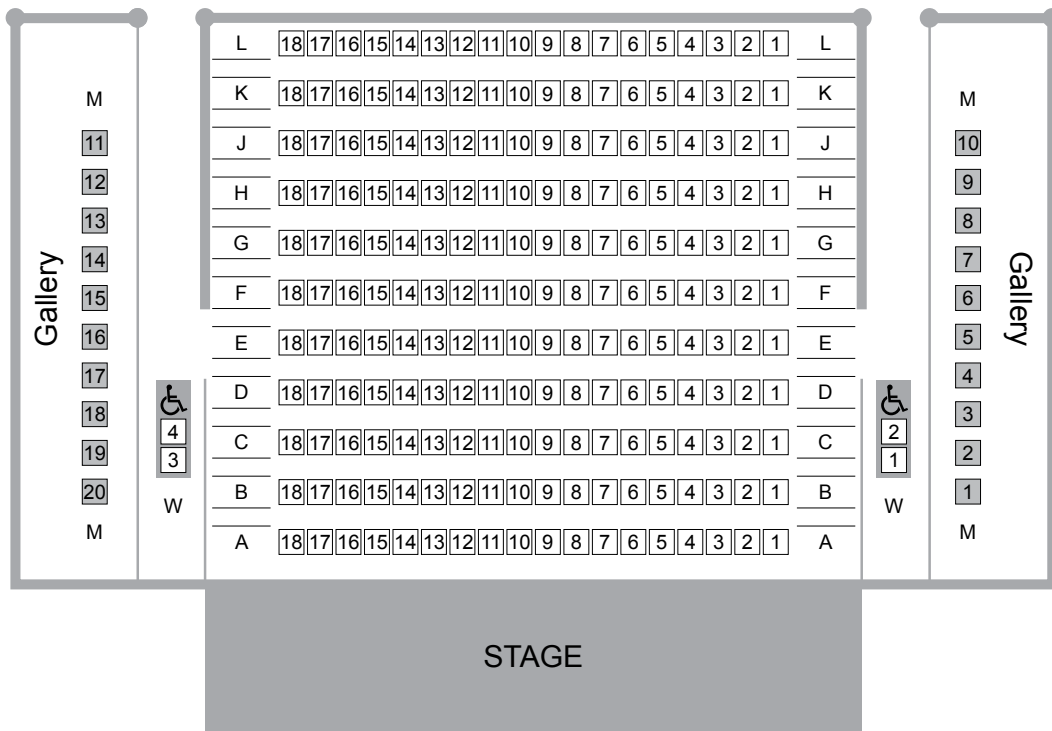 L 18 17 16 15 14 13 12 11 10 9 8 7 6 5 4 3 2 1 L
K 18 17 16 15 14 13 12 11 10 9 8 7 6 5 4 3 2 1 K
J 18 17 16 15 14 13 12 11 10 9 8 7 6 5 4 3 2 1 J
H 18 17 16 15 14 13 12 11 10 9 8 7 6 5 4 3 2 1 H
G 18 17 16 15 14 13 12 11 10 9 8 7 6 5 4 3 2 1 G
F 18 17 16 15 14 13 12 11 10 9 8 7 6 5 4 3 2 1 F
E 18 17 16 15 14 13 12 11 10 9 8 7 6 5 4 3 2 1 E
D 18 17 16 15 14 13 12 11 10 9 8 7 6 5 4 3 2 1 D
C 18 17 16 15 14 13 12 11 10 9 8 7 6 5 4 3 2 1 C
B 18 17 16 15 14 13 12 11 10 9 8 7 6 5 4 3 2 1 B
A 18 17 16 15 14 13 12 11 10 9 8 7 6 5 4 3 2 1 A
Gallery
M
11
12
13
14
15
16
17
18
19
20
M
4
3
W
2
1
W
M
10
9
8
7
6
5
4
3
2
1
M
Gallery
STAGE